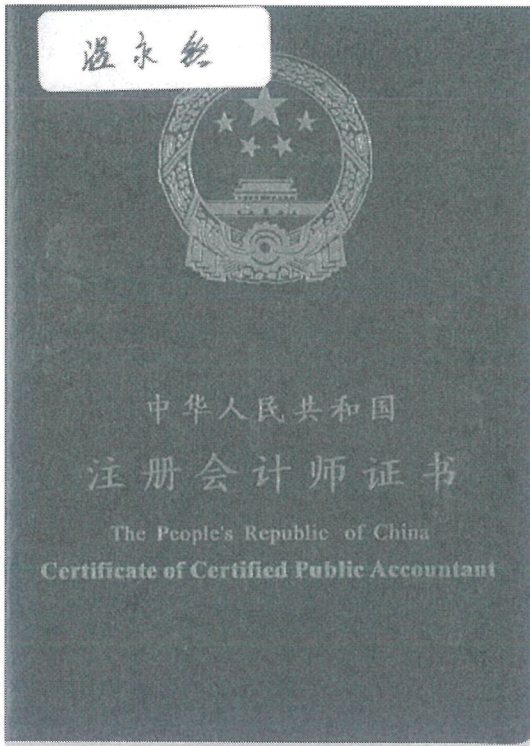 温永
中华人民共和国
注册会计师证书
The People's Republic of China
Certificate of Certified Public Accountant